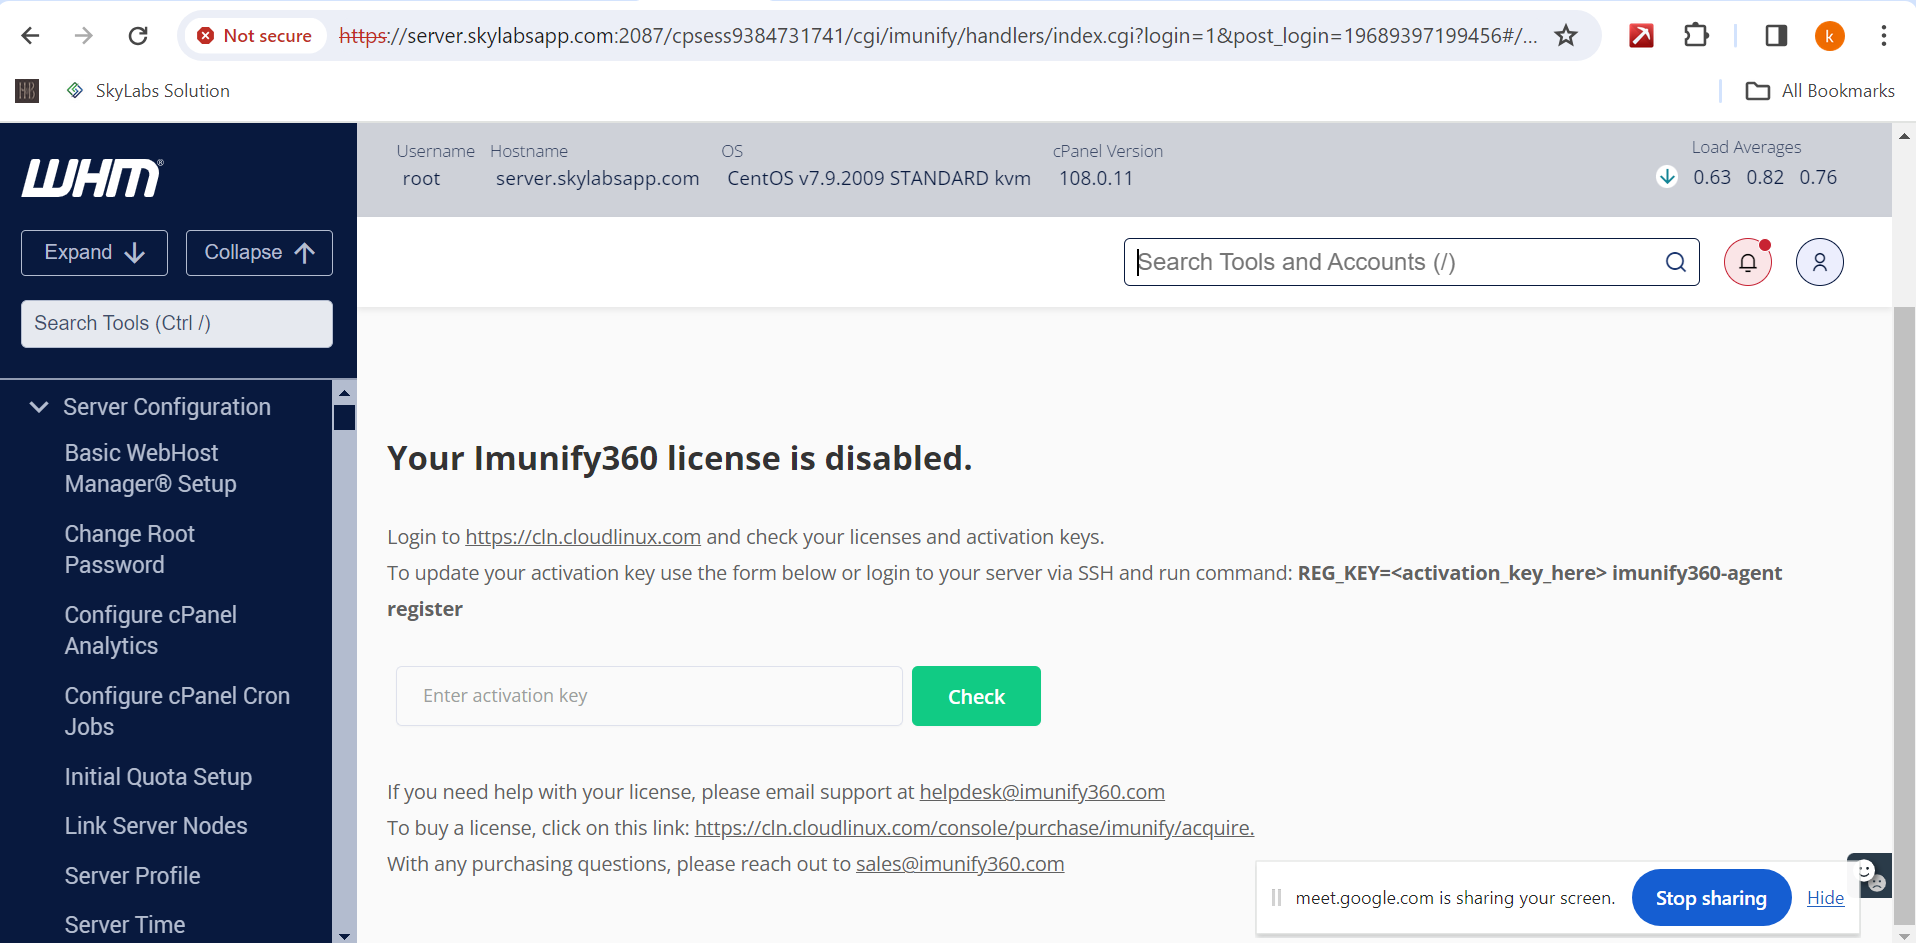 Not secure
https://server.skylabsapp.com:2087/cpsess9384731741/cgi/imunify/handlers/index.cgi?login=1&post_login=19689397199456#/...
k
SkyLabs Solution
All Bookmarks
WHM®
Expand
Collapse
Search Tools (Ctrl /)
Server Configuration
Basic WebHost
Manager® Setup
Change Root
Password
Configure cPanel
Analytics
Configure cPanel Cron
Jobs
Initial Quota Setup
Link Server Nodes
Server Profile
Server Time
Username Hostname OS cPanel Version
root server.skylabsapp.com CentOS v7.9.2009 STANDARD kvm 108.0.11
Load Averages
0.63 0.82 0.76
Search Tools and Accounts (/)
Your Imunify360 license is disabled.
Login to https://cln.cloudlinux.com and check your licenses and activation keys.
To update your activation key use the form below or login to your server via SSH and run command: REG_KEY=<activation_key_here> imunify360-agent
register
Enter activation key
Check
If you need help with your license, please email support at helpdesk@imunify360.com
To buy a license, click on this link: https://cln.cloudlinux.com/console/purchase/imunify/acquire.
With any purchasing questions, please reach out to sales@imunify360.com
meet.google.com is sharing your screen.
Stop sharing
Hide